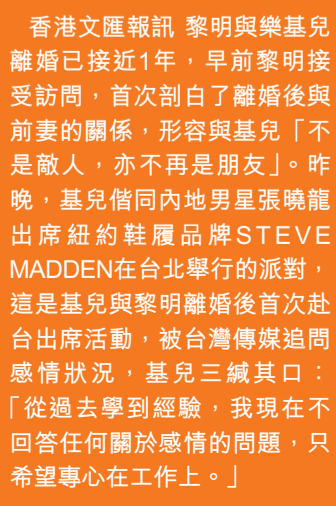 香港文匯報訊 黎明與樂基兒
離婚已接近1年，早前黎明接
受訪問，首次剖白了離婚後與
前妻的關係，形容與基兒「不
是敵人，亦不再是朋友」。昨
晚，基兒偕同內地男星張曉龍
出席紐約鞋履品牌STEVE
MADDEN在台北舉行的派對，
這是基兒與黎明離婚後首次赴
台出席活動，被台灣傳媒追問
感情狀況，基兒三緘其口：
「從過去學到經驗，我現在不
回答任何關於感情的問題，只
希望專心在工作上。」